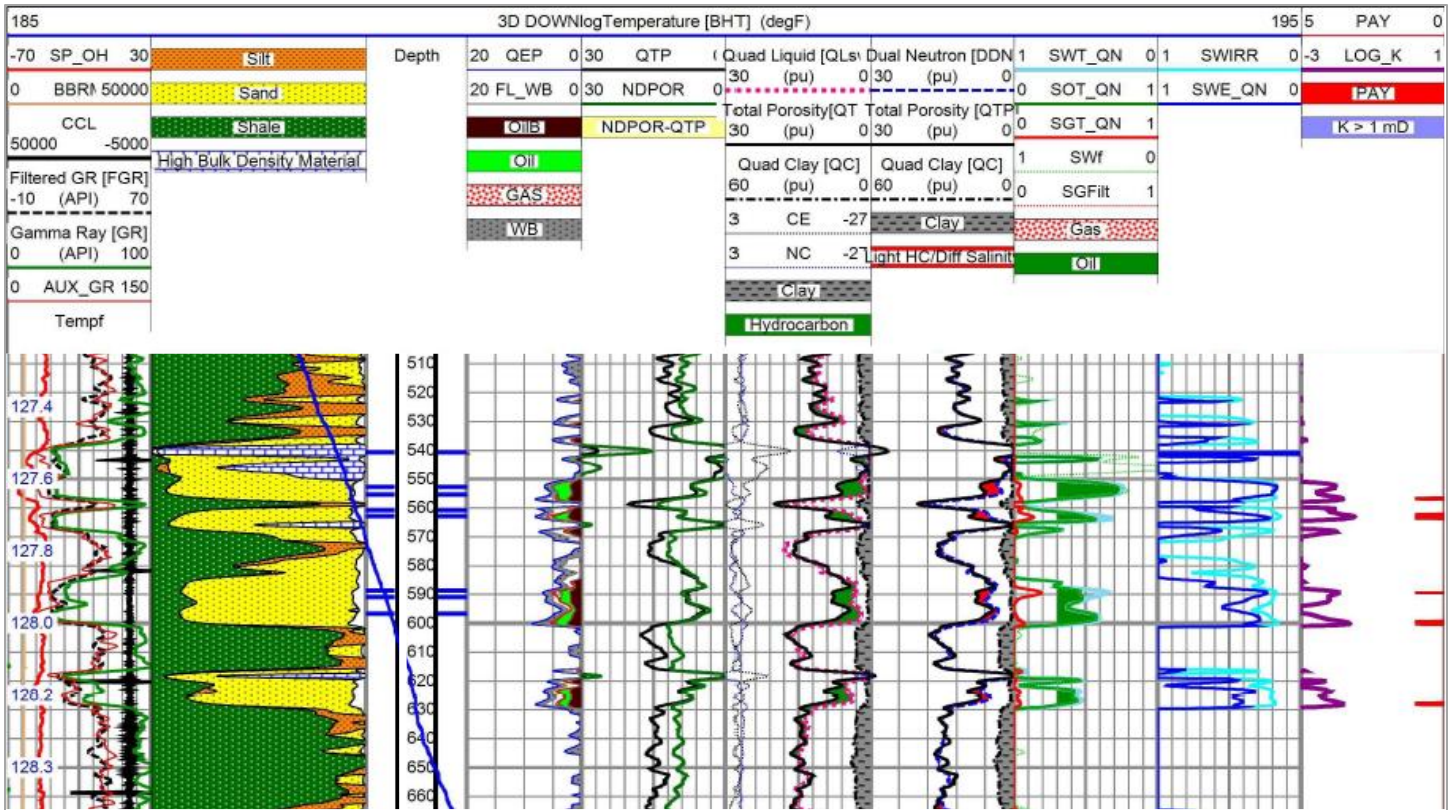 185 3D DOWNlogTemperature [BHT] (degF) 195 5 PAY 0
-70 SP_OH 30
0 BBRN 50000
CCL
50000 -5000
Filtered GR [FGR]
-10 (API) 70
Gamma Ray [GR]
0 (API) 100
0 AUX_GR 150
Tempf
Silt
Sand
Shale
High Bulk Density Material
Depth
20 QEP 0
20 FL_WB 0
OilB
Oil
GAS
WB
30 QTP
30 NDPOR 0
NDPOR-QTP
Quad Liquid [QLs
30 (pu) 0
Total Porosity[QT
30 (pu) 0
Quad Clay [QC]
60 (pu) 0
3 CE -27
3 NC -27
Clay
Hydrocarbon
Dual Neutron [DDN
30 (pu) 0
Total Porosity [QTP
30 (pu) 0
Quad Clay [QC]
60 (pu) 0
Clay
Light HC/Diff Salinit
1 SWT_QN 0
0 SOT_QN 1
0 SGT_QN 1
1 SWf 0
0 SGFilt 1
Gas
Oil
1 SWIRR 0
1 SWE_QN 0
-3 LOG_K 1
PAY
K > 1 mD
510
520
127.4
530
540
127.6
550
560
570
127.8
580
590
128.0
600
610
620
128.2
630
640
650
128.3
660